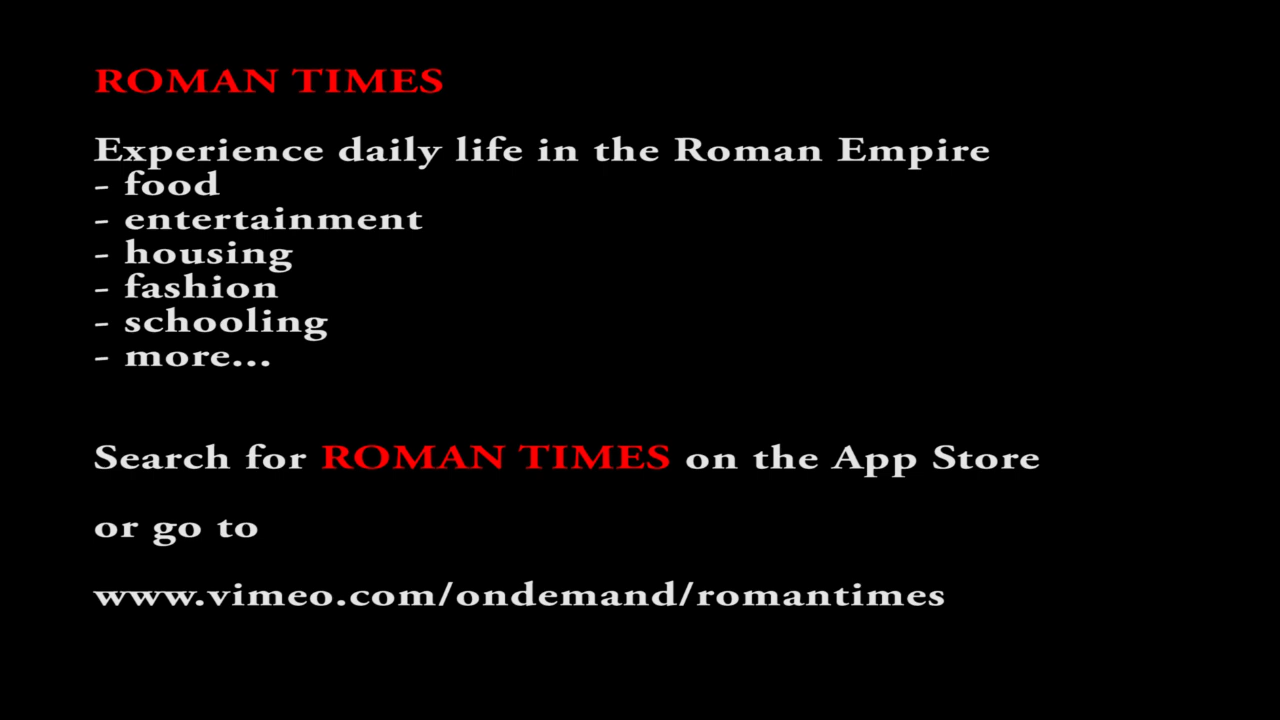 ROMAN TIMES
Experience daily life in the Roman Empire
- food
- entertainment
- housing
- fashion
- schooling
- more...
Search for ROMAN TIMES on the App Store
or go to
www.vimeo.com/ondemand/romantimes